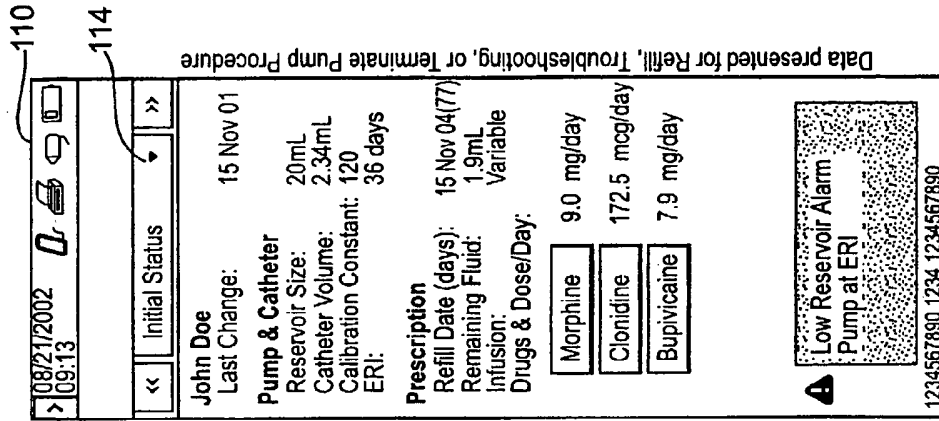 110
> 08/21/2002
09:13
114
<< Initial Status ▼ >>
John Doe
Last Change: 15 Nov 01
Pump & Catheter
Reservoir Size: 20mL
Catheter Volume: 2.34mL
Calibration Constant: 120
ERI: 36 days
Prescription
Refill Date (days): 15 Nov 04(77)
Remaining Fluid: 1.9mL
Infusion: Variable
Drugs & Dose/Day:
Morphine 9.0 mg/day
Clonidine 172.5 mcg/day
Bupivicaine 7.9 mg/day
Low Reservoir Alarm
Pump at ERI
1234567890 1234 1234567890
Data presented for Refill, Troubleshooting, or Terminate Pump Procedure